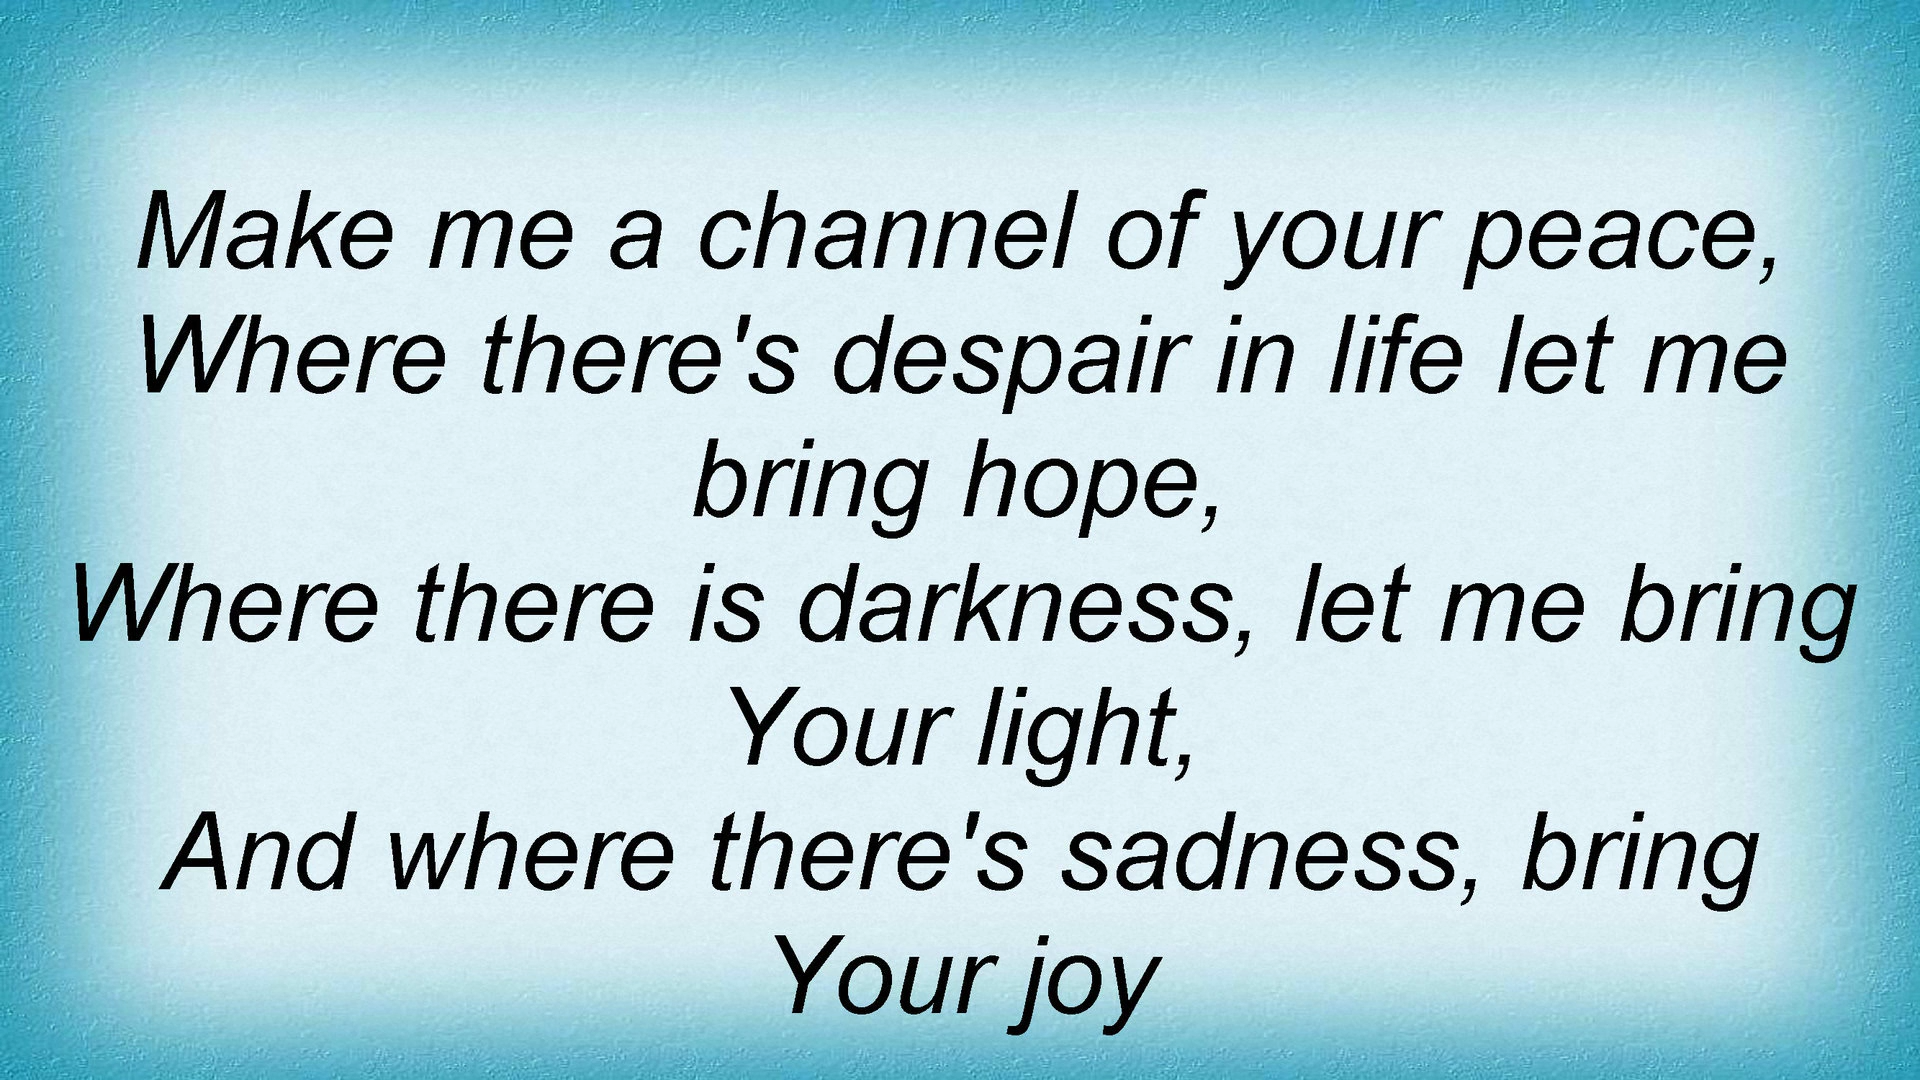 Make me a channel of your peace,
Where there's despair in life let me
bring hope,
Where there is darkness, let me bring
Your light,
And where there's sadness, bring
Your joy